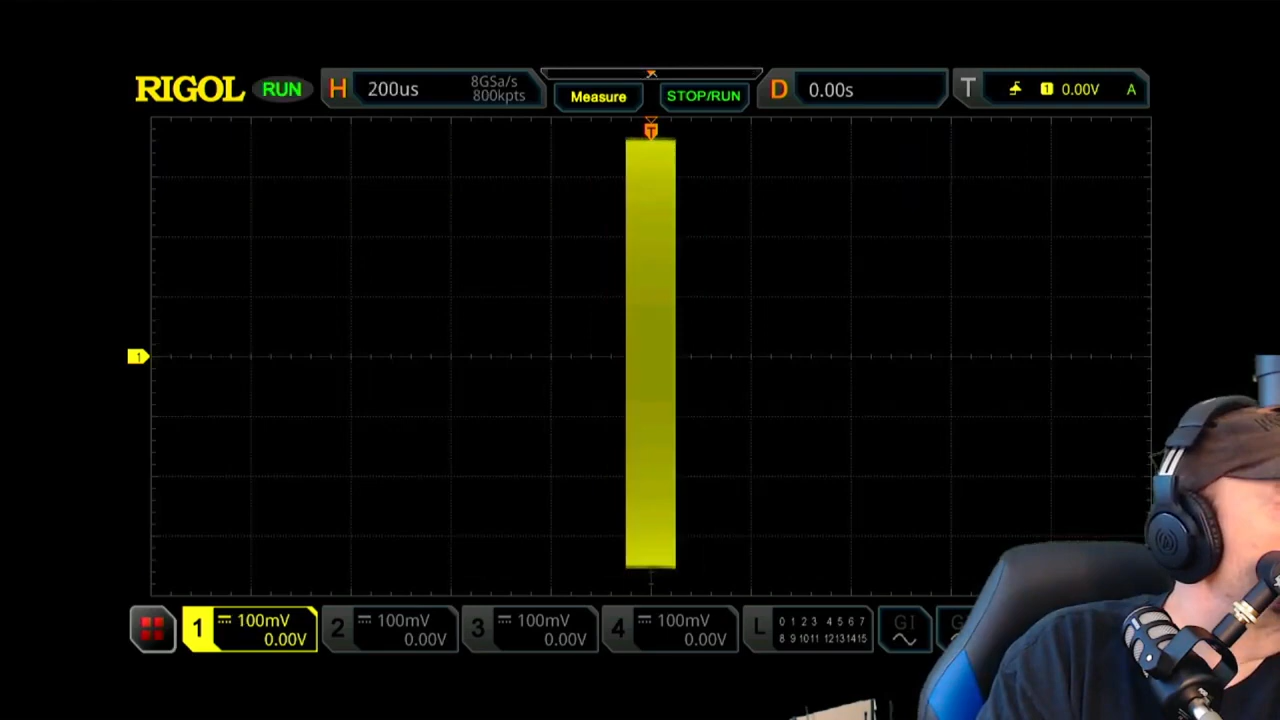 RIGOL RUN H 200us 8GSa/s 800kpts Measure STOP/RUN D 0.00s T 1 0.00V A
T
1
1 100mV 0.00V 2 100mV 0.00V 3 100mV 0.00V 4 100mV 0.00V L 0 1 2 3 4 5 6 7 8 9 10 11 12 13 14 15 GI G